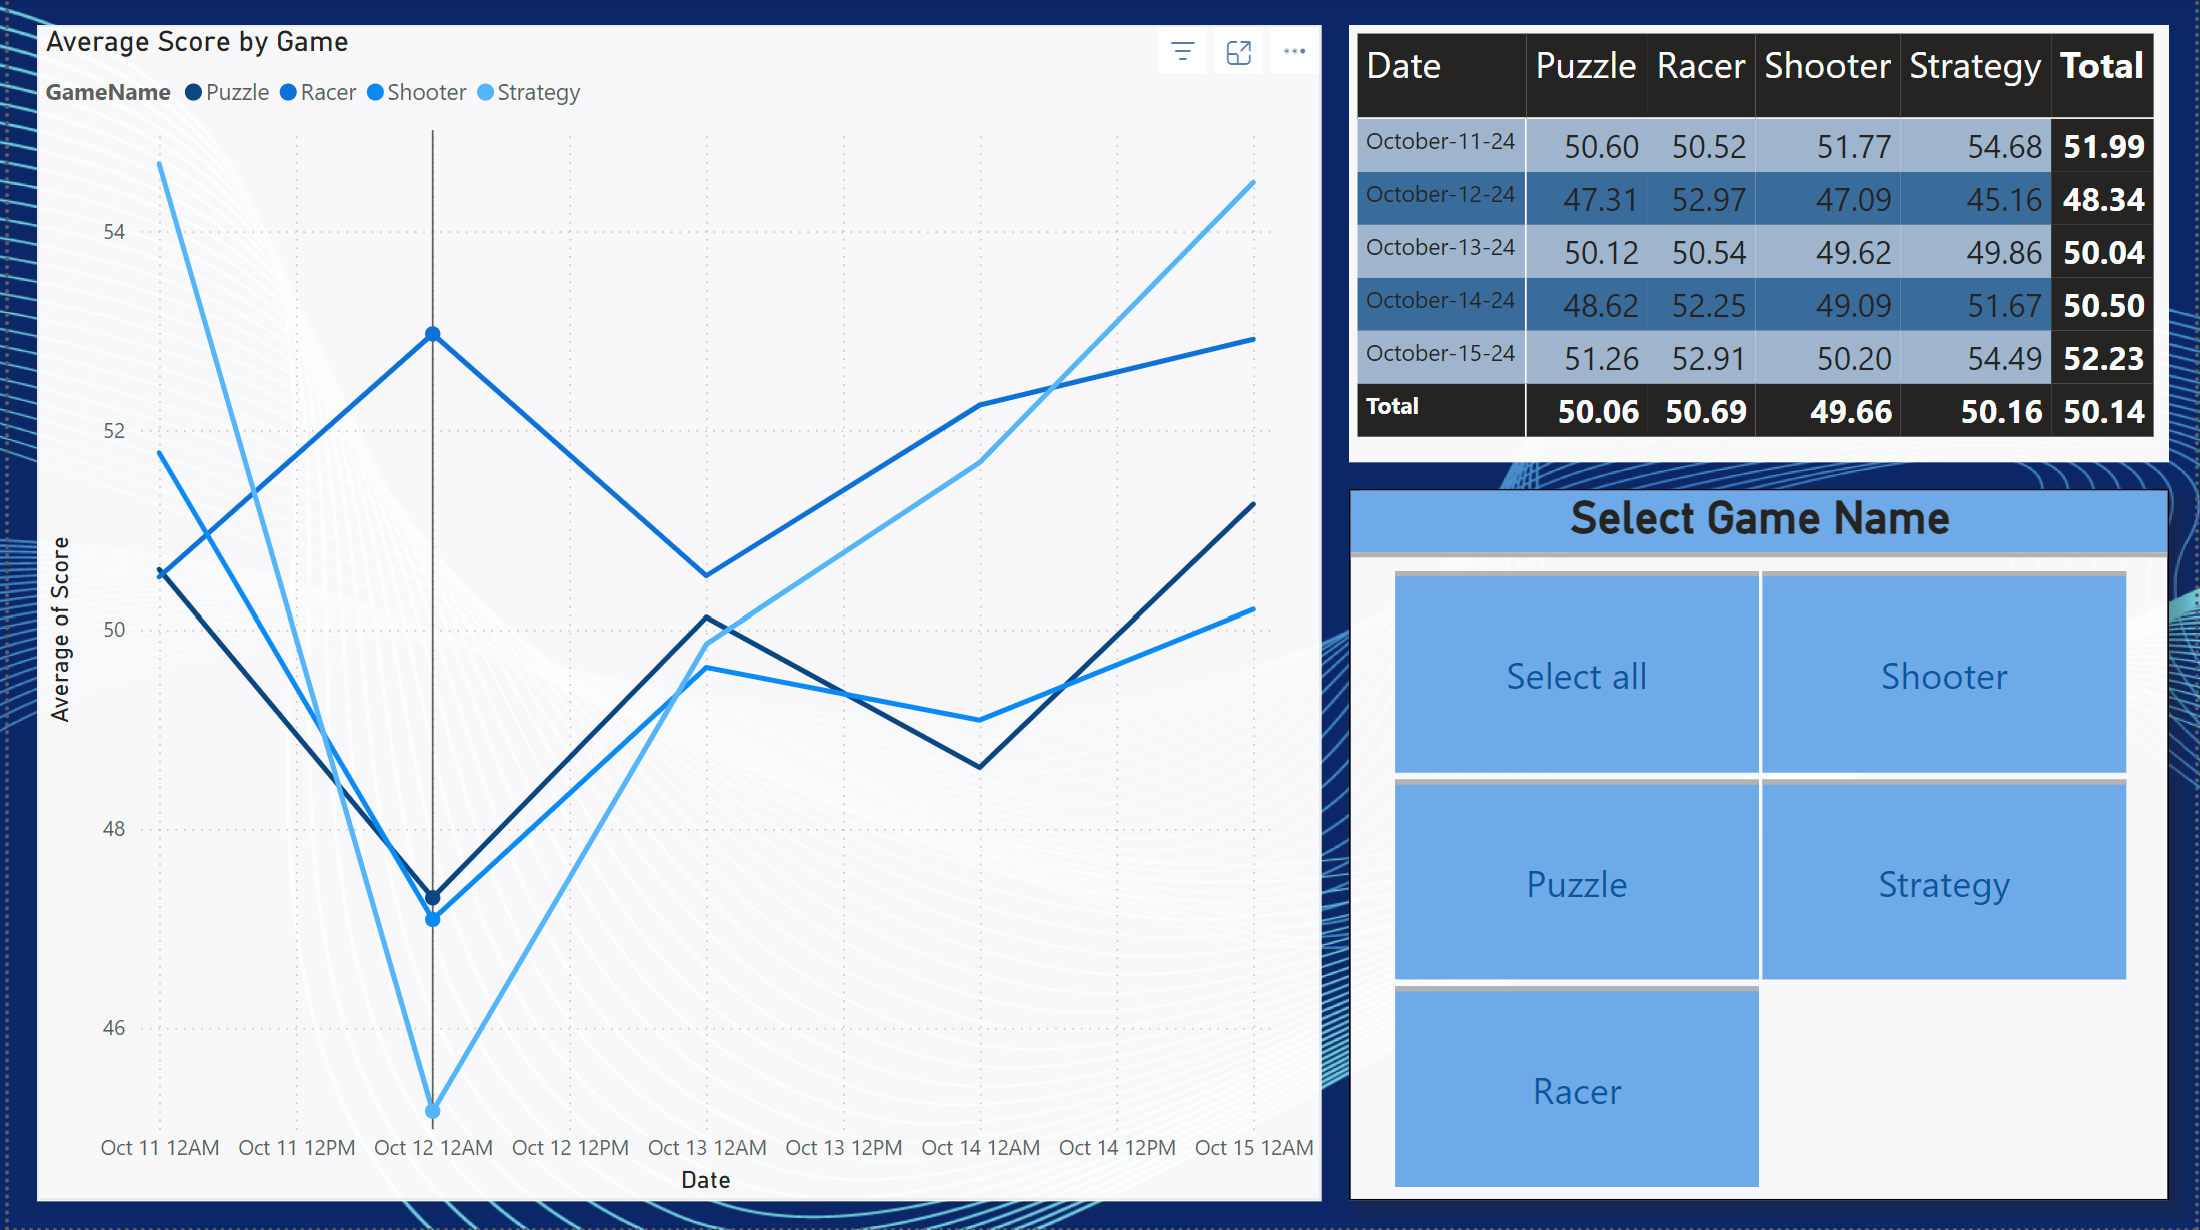 Average Score by Game
GameName Puzzle Racer Shooter Strategy
54
52
50
48
46
Average of Score
Oct 11 12AM Oct 11 12PM Oct 12 12AM Oct 12 12PM Oct 13 12AM Oct 13 12PM Oct 14 12AM Oct 14 12PM Oct 15 12AM
Date
Date Puzzle Racer Shooter Strategy Total
October-11-24 50.60 50.52 51.77 54.68 51.99
October-12-24 47.31 52.97 47.09 45.16 48.34
October-13-24 50.12 50.54 49.62 49.86 50.04
October-14-24 48.62 52.25 49.09 51.67 50.50
October-15-24 51.26 52.91 50.20 54.49 52.23
Total 50.06 50.69 49.66 50.16 50.14
Select Game Name
Select all Shooter
Puzzle Strategy
Racer